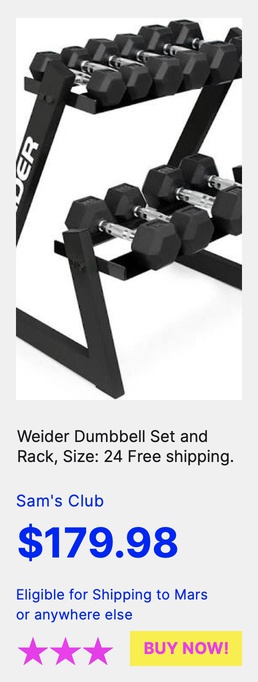 DER
Weider Dumbbell Set and
Rack, Size: 24 Free shipping.
Sam's Club
$179.98
Eligible for Shipping to Mars
or anywhere else
BUY NOW!